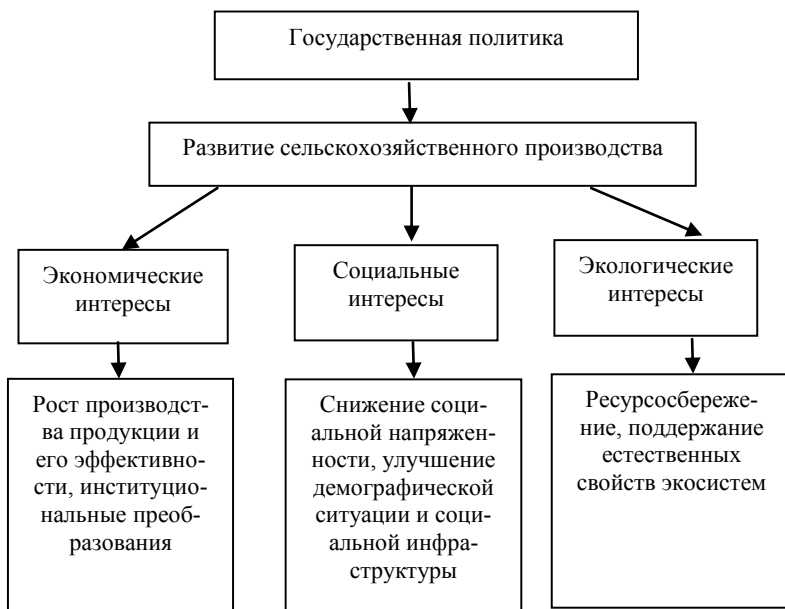 Государственная политика
Развитие сельскохозяйственного производства
Экономические
интересы
Социальные
интересы
Экологические
интересы
Рост производст-
ва продукции и
его эффективно-
сти, институцио-
нальные преоб-
разования
Снижение соци-
альной напряжен-
ности, улучшение
демографической
ситуации и соци-
альной инфра-
структуры
Ресурсосбереже-
ние, поддержание
естественных
свойств экосистем